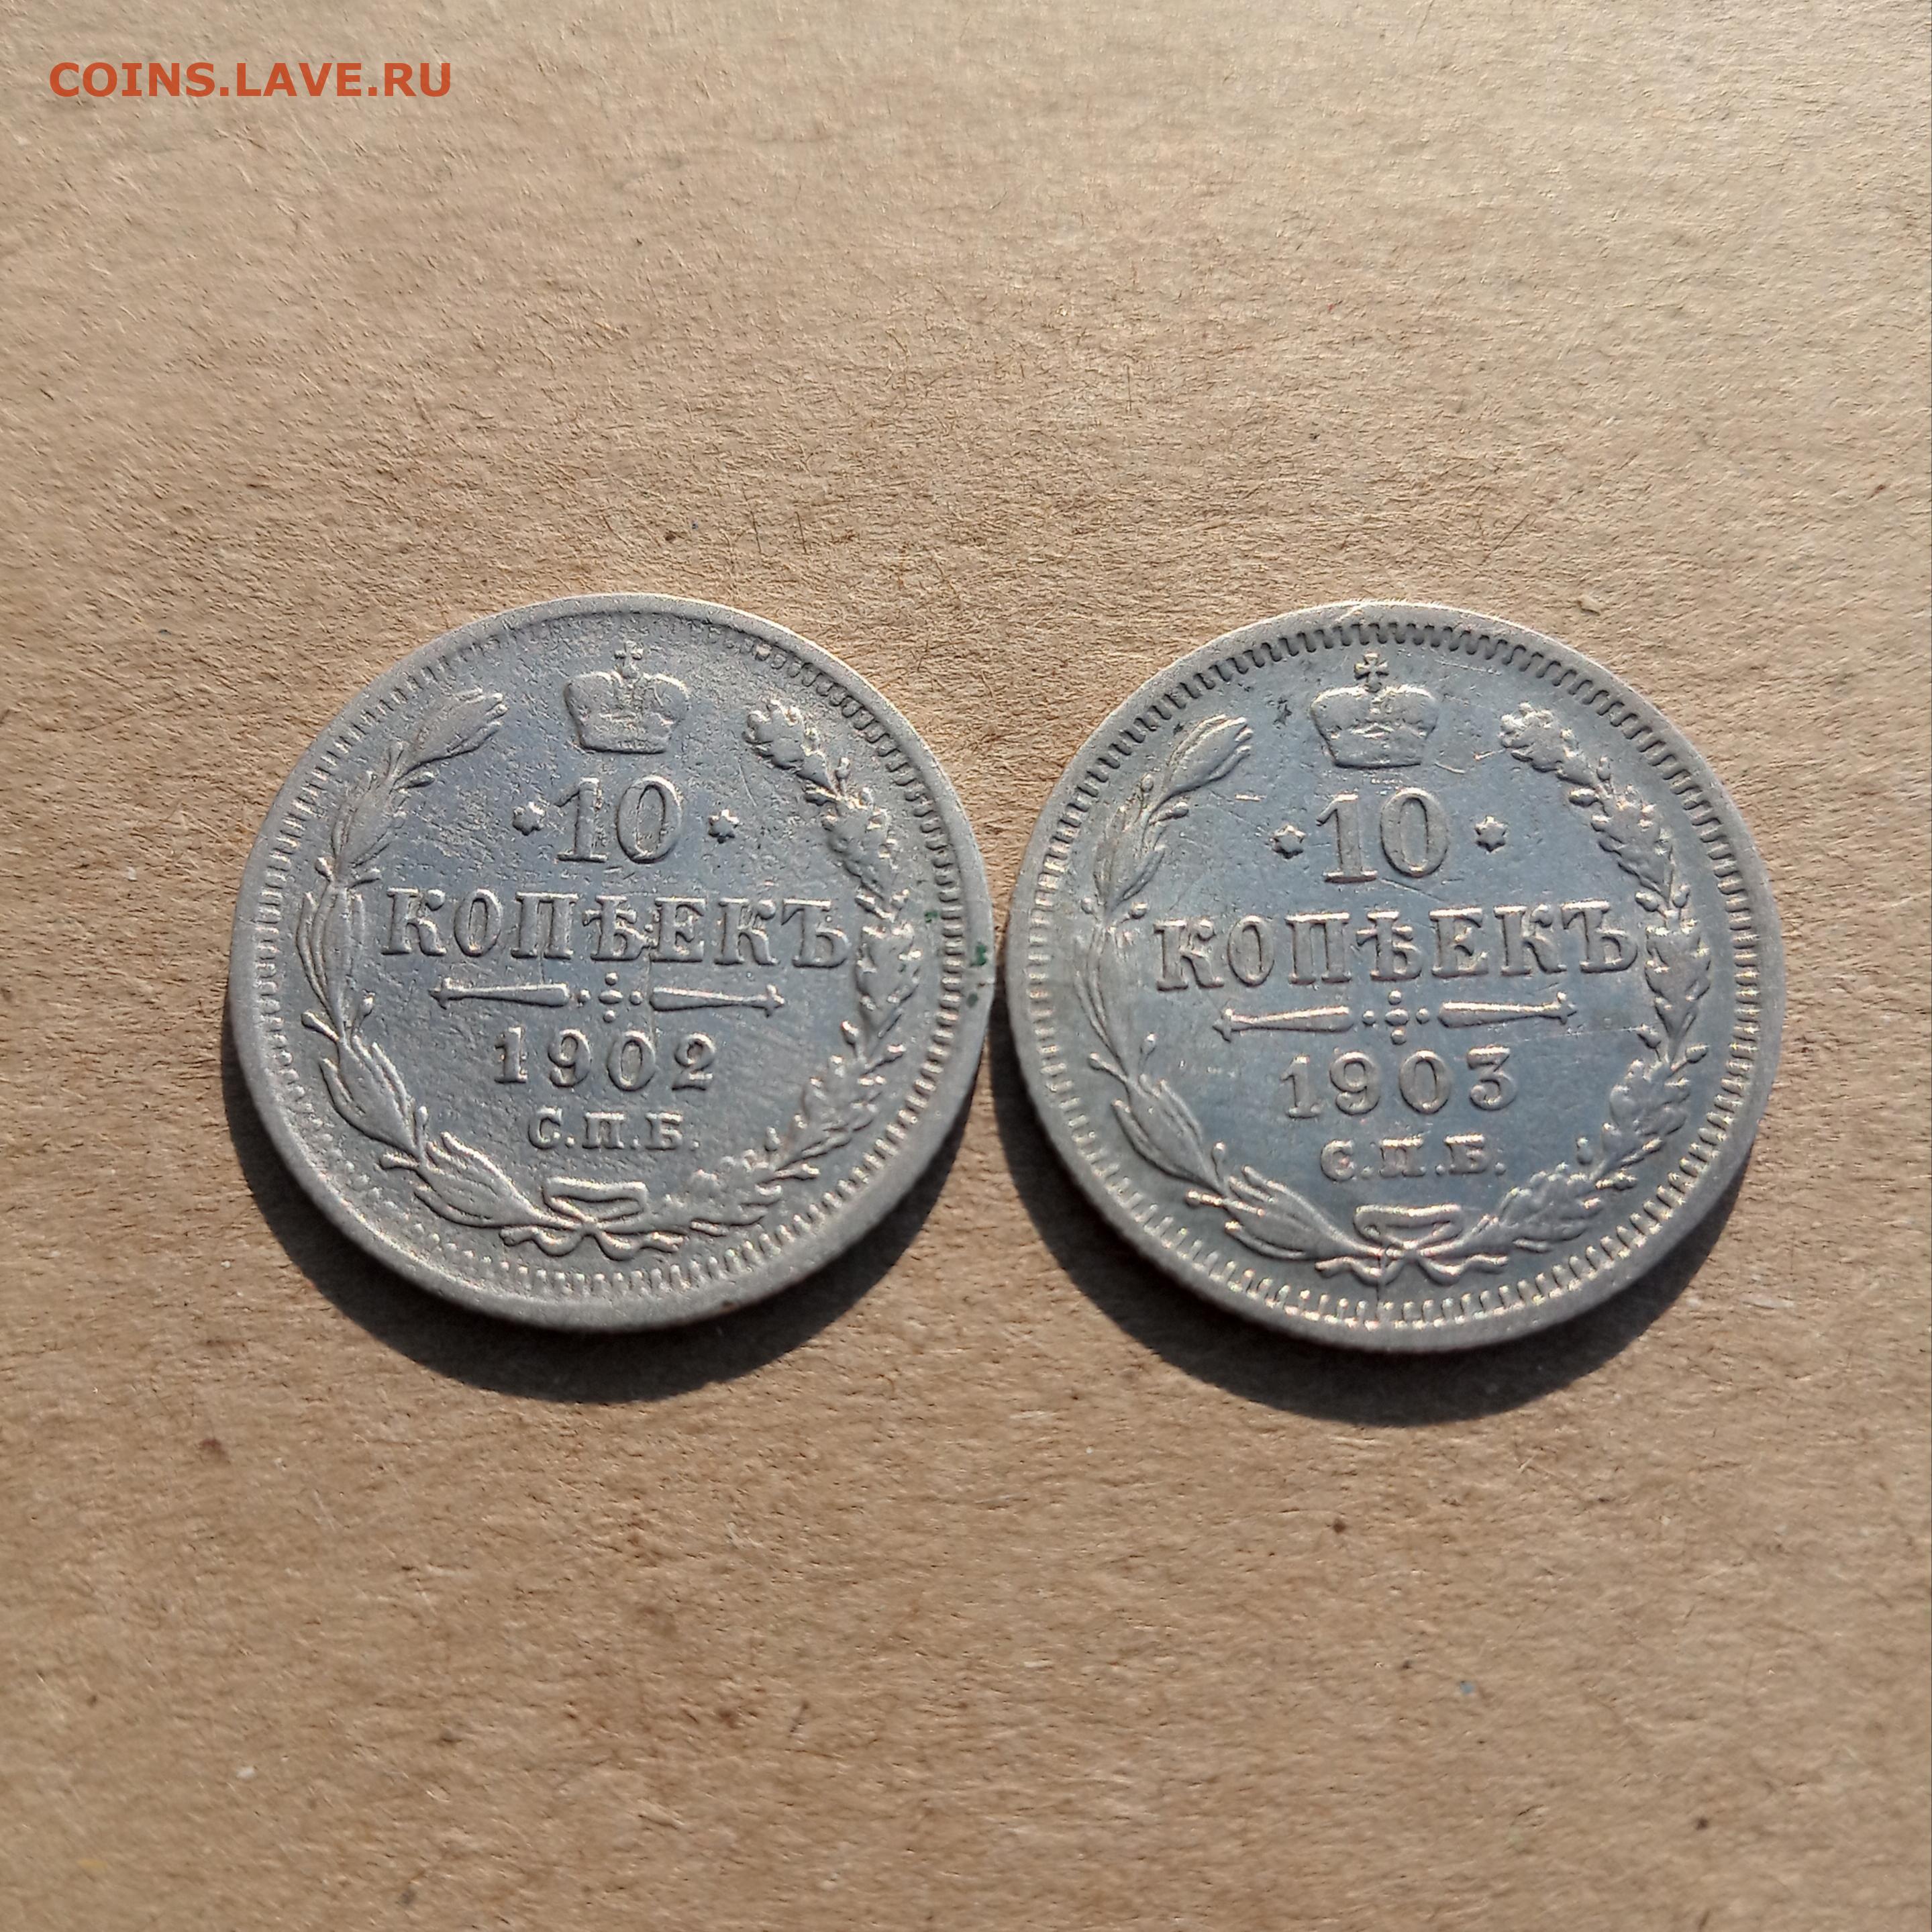 COINS.LAVE.RU
10
КОПѢЕКЪ
1902
С.П.Б.
10
КОПѢЕКЪ
1903
С.П.Б.